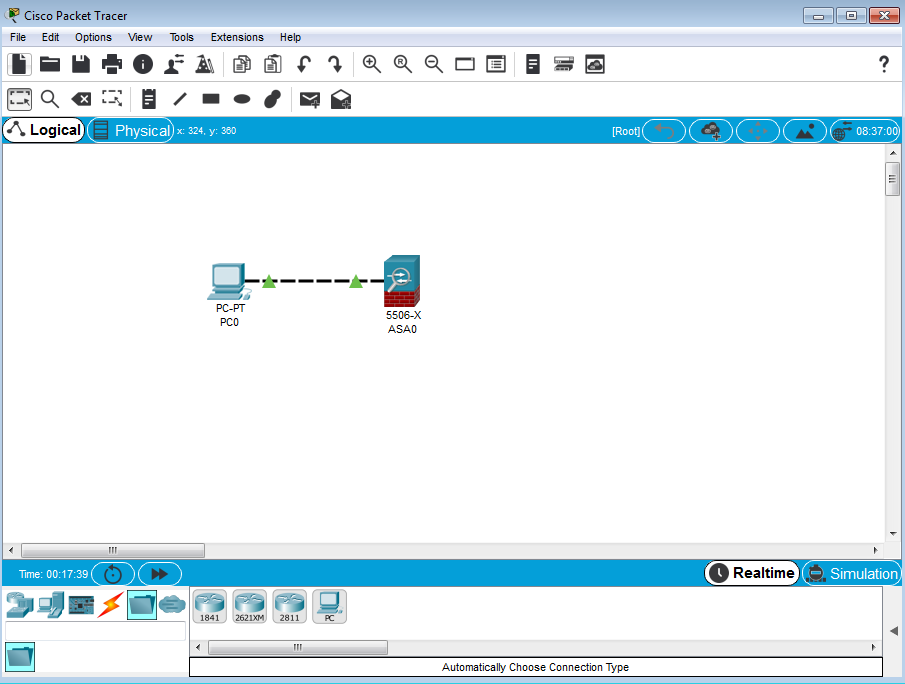 Cisco Packet Tracer
File Edit Options View Tools Extensions Help
Logical Physical x: 324, y: 360 [Root] 08:37:00
PC-PT
PC0
5506-X
ASA0
Time: 00:17:39 Realtime Simulation
1841 2621XM 2811 PC
Automatically Choose Connection Type